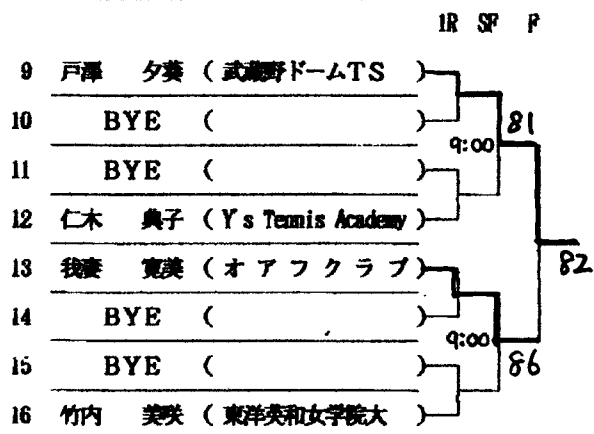 1R SF F
9 戸澤 夕葵 ( 武蔵野ドームTS )
10 BYE ( )
81
9:00
11 BYE ( )
12 仁木 典子 ( Y's Tennis Academy )
13 我妻 寛美 ( オアフクラブ )
82
14 BYE ( )
9:00
15 BYE ( )
86
16 竹内 美咲 ( 東洋英和女学院大 )